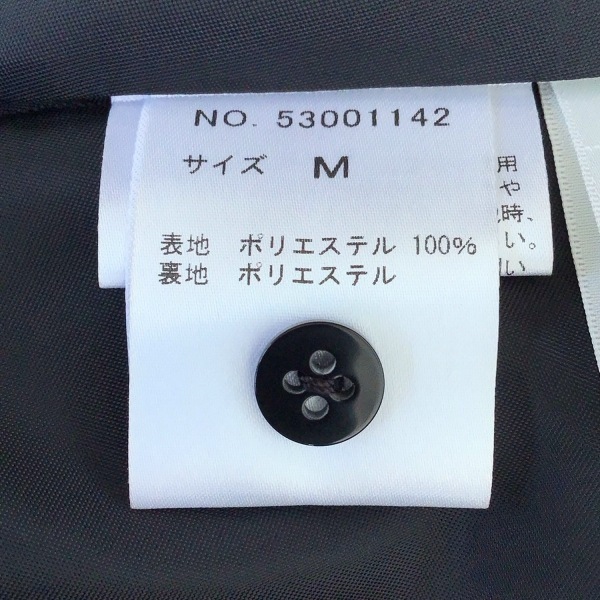 NO. 53001142
サイズ M
表地 ポリエステル 100%
裏地 ポリエステル
用
や
時、
い。
い